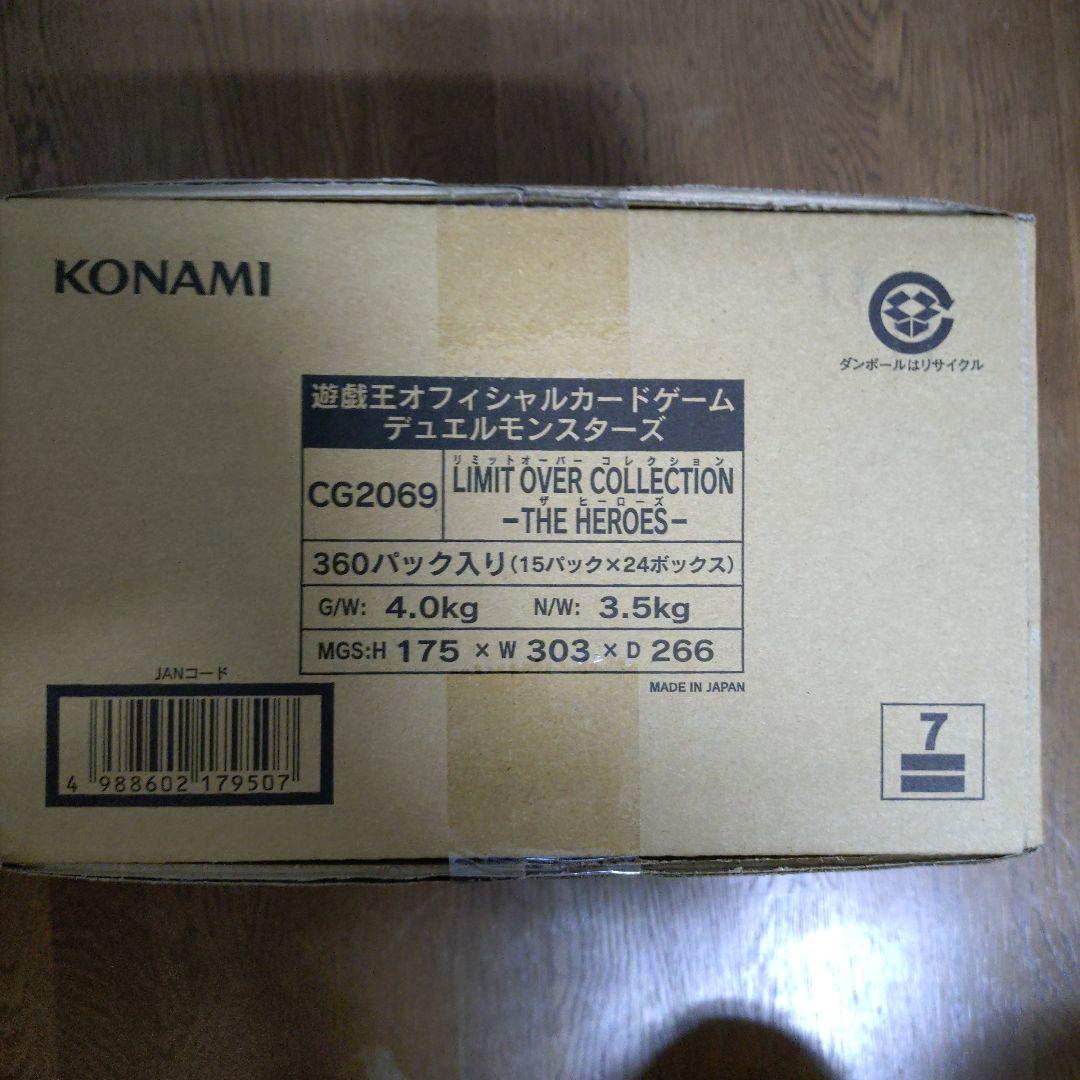 KONAMI
ダンボールはリサイクル
遊戯王オフィシャルカードゲーム
デュエルモンスターズ
CG2069
リミットオーバー コレクション
LIMIT OVER COLLECTION
ザ ヒーローズ
-THE HEROES-
360パック入り(15パック×24ボックス)
G/W: 4.0kg N/W: 3.5kg
MGS:H 175 × W 303 × D 266
MADE IN JAPAN
JANコード
4 988602 179507
7